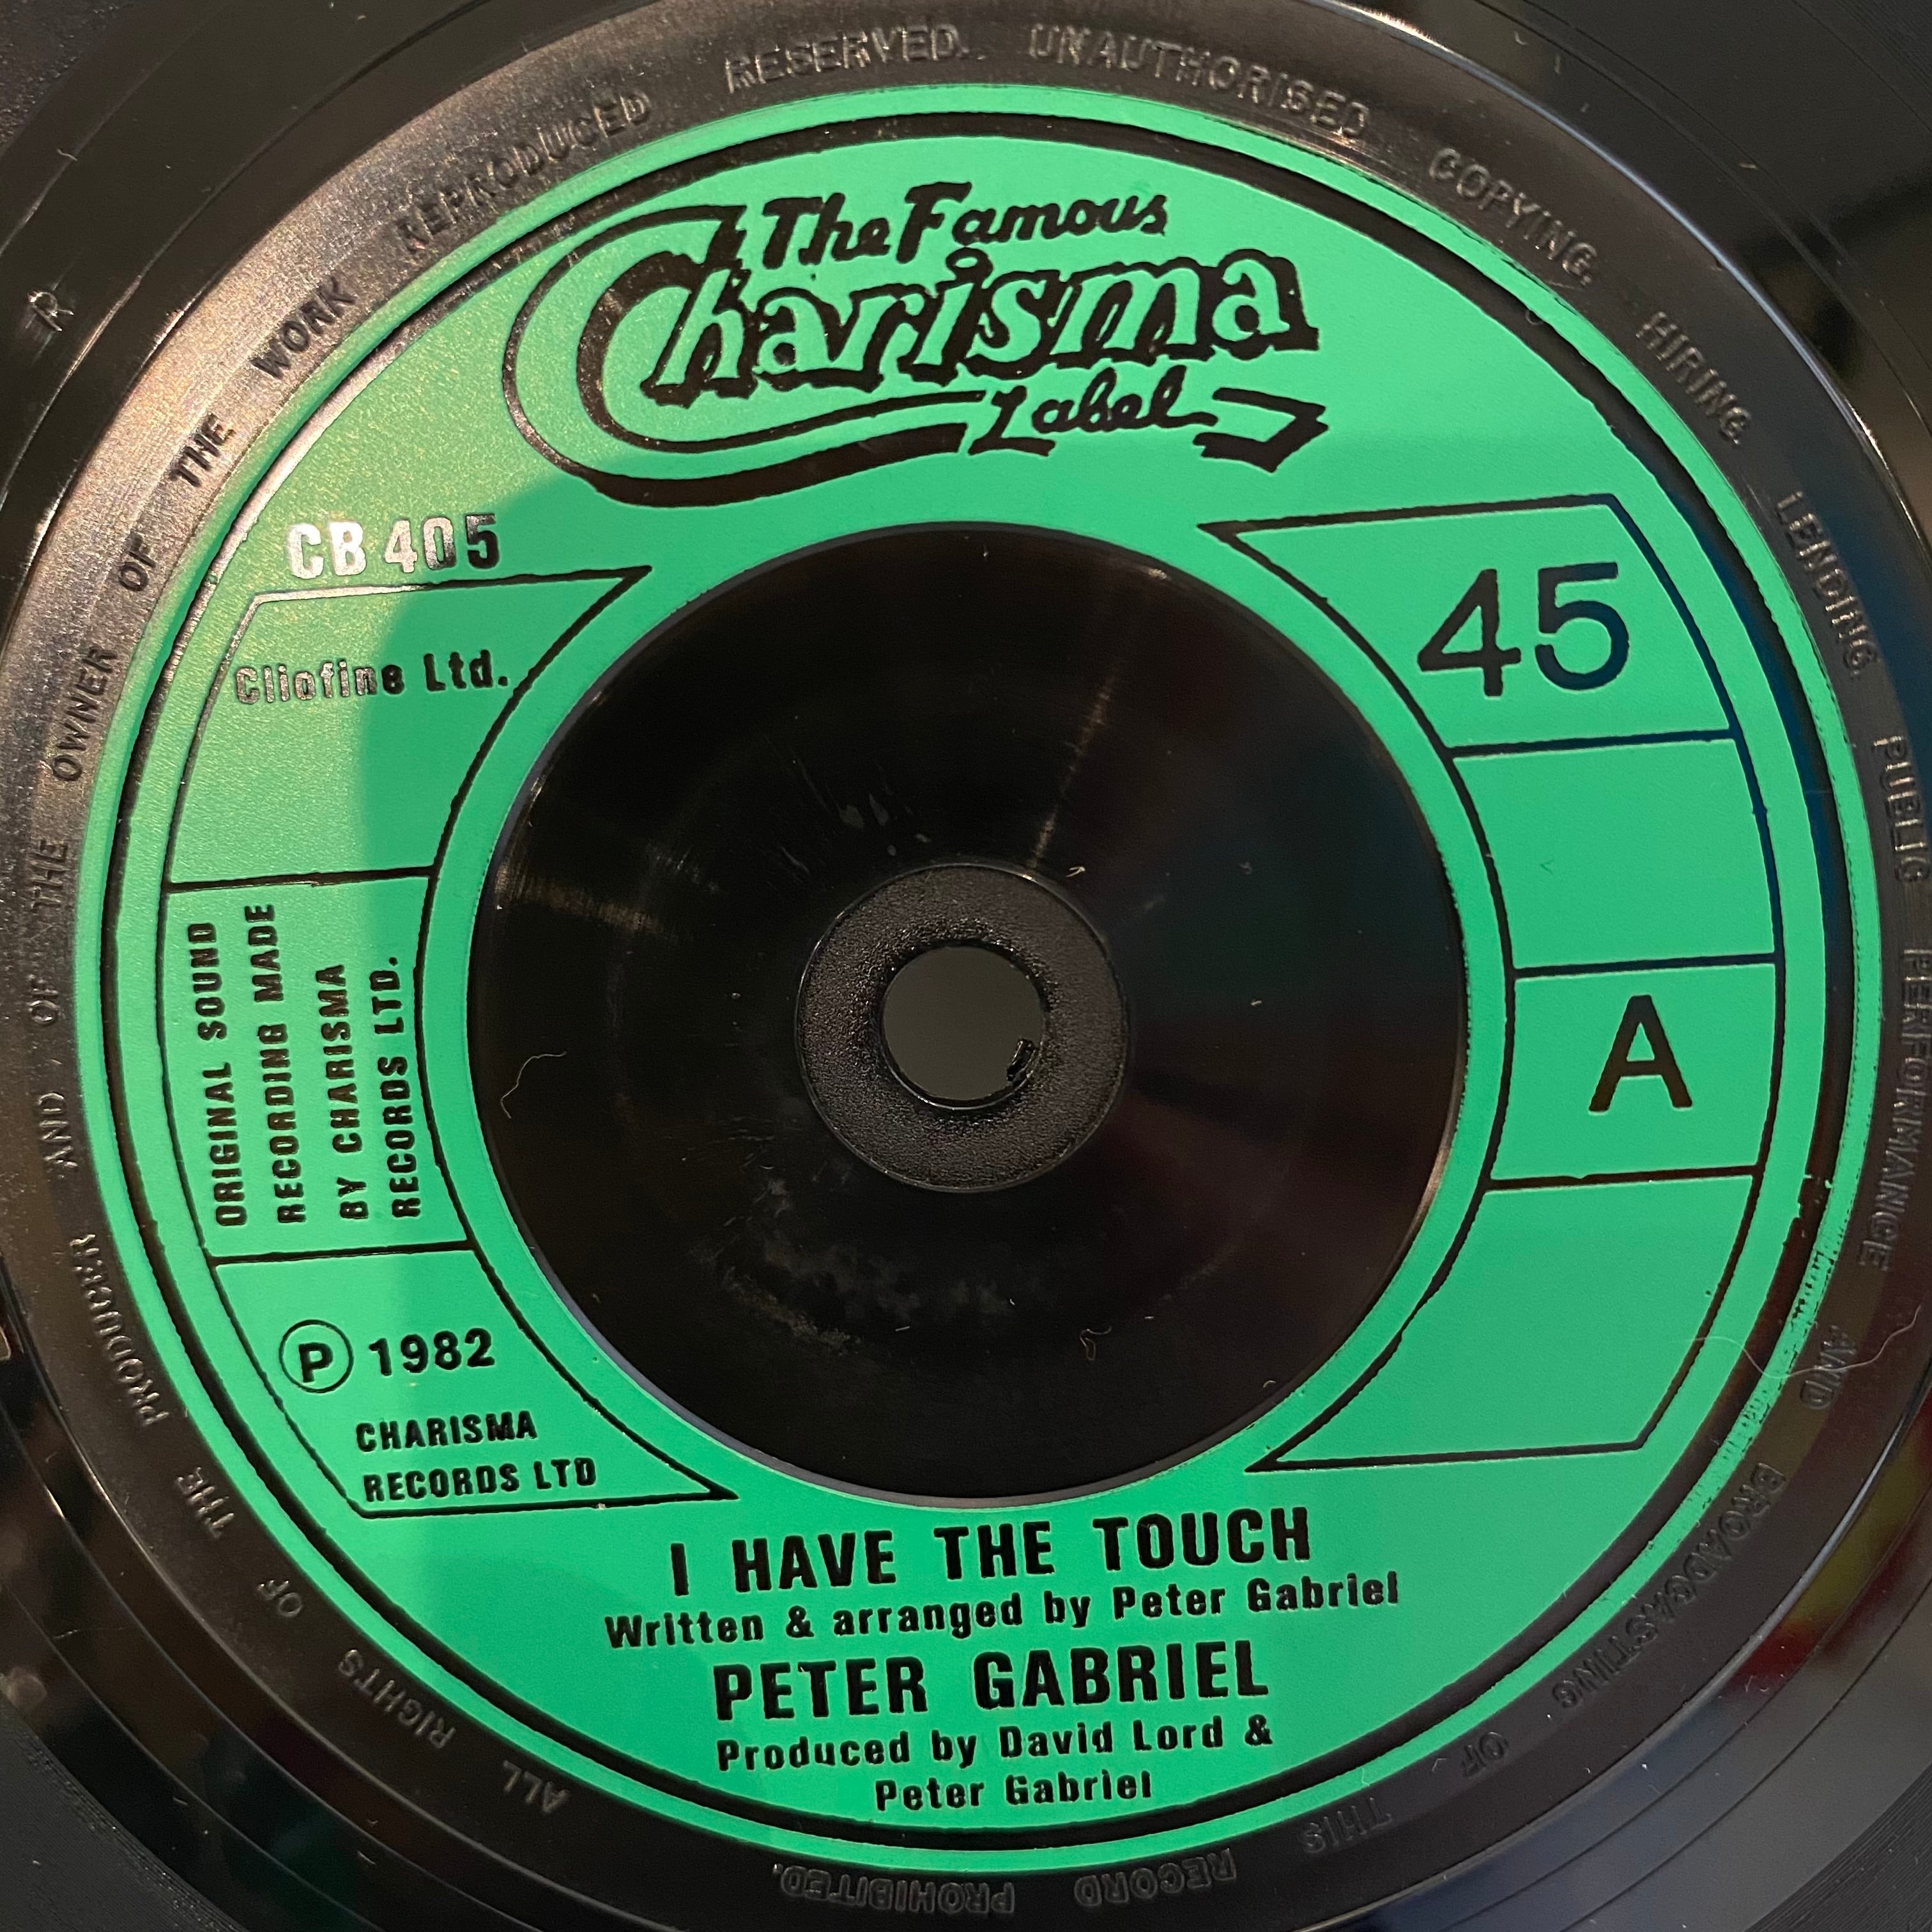 ALL RIGHTS OF THE PRODUCER AND OF THE OWNER OF THE WORK REPRODUCED RESERVED. UNAUTHORISED COPYING, HIRING, LENDING, PUBLIC PERFORMANCE AND BROADCASTING OF THIS RECORD PROHIBITED.
R
The Famous
Charisma
Label
CB 405
Cliofine Ltd.
45
ORIGINAL SOUND
RECORDING MADE
BY CHARISMA
RECORDS LTD.
A
Ⓟ 1982
CHARISMA
RECORDS LTD
I HAVE THE TOUCH
Written & arranged by Peter Gabriel
PETER GABRIEL
Produced by David Lord &
Peter Gabriel